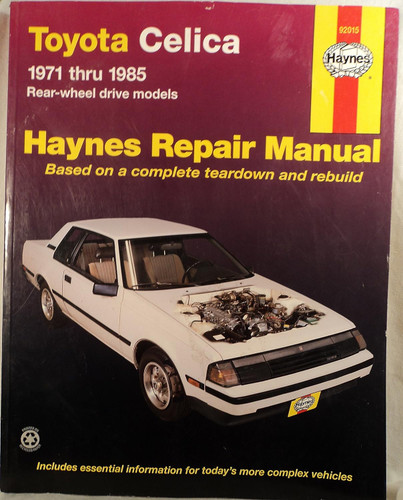 Toyota Celica
92015
1971 thru 1985
Haynes
Rear-wheel drive models
Haynes Repair Manual
Based on a complete teardown and rebuild
Haynes
Includes essential information for today's more complex vehicles